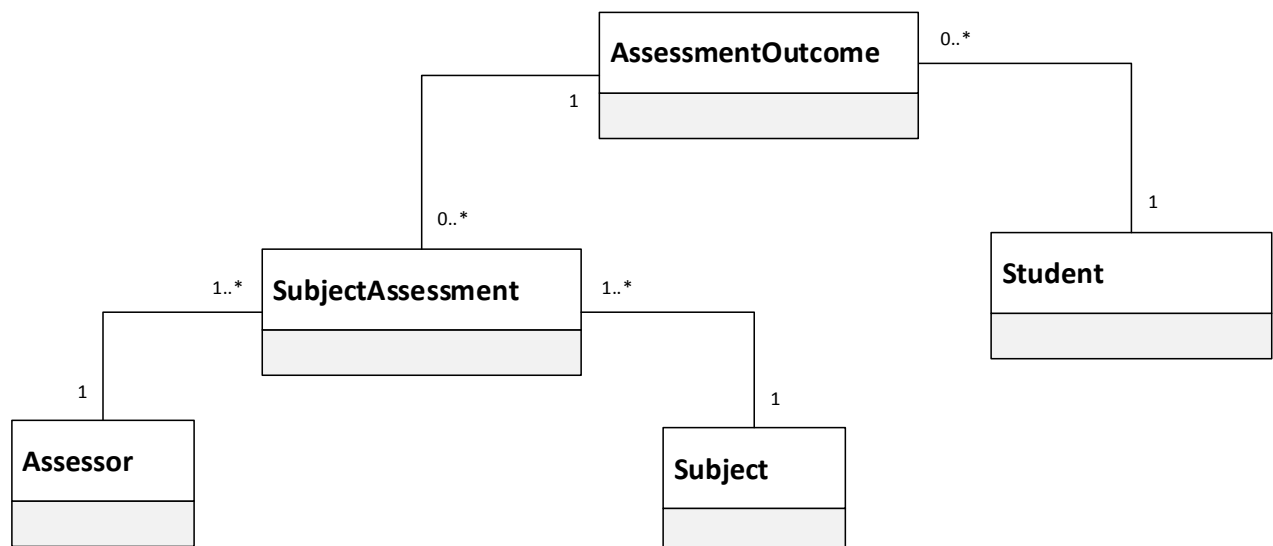 AssessmentOutcome
0..*
1
0..*
1
SubjectAssessment
1..*
1..*
Student
1
1
Assessor
Subject